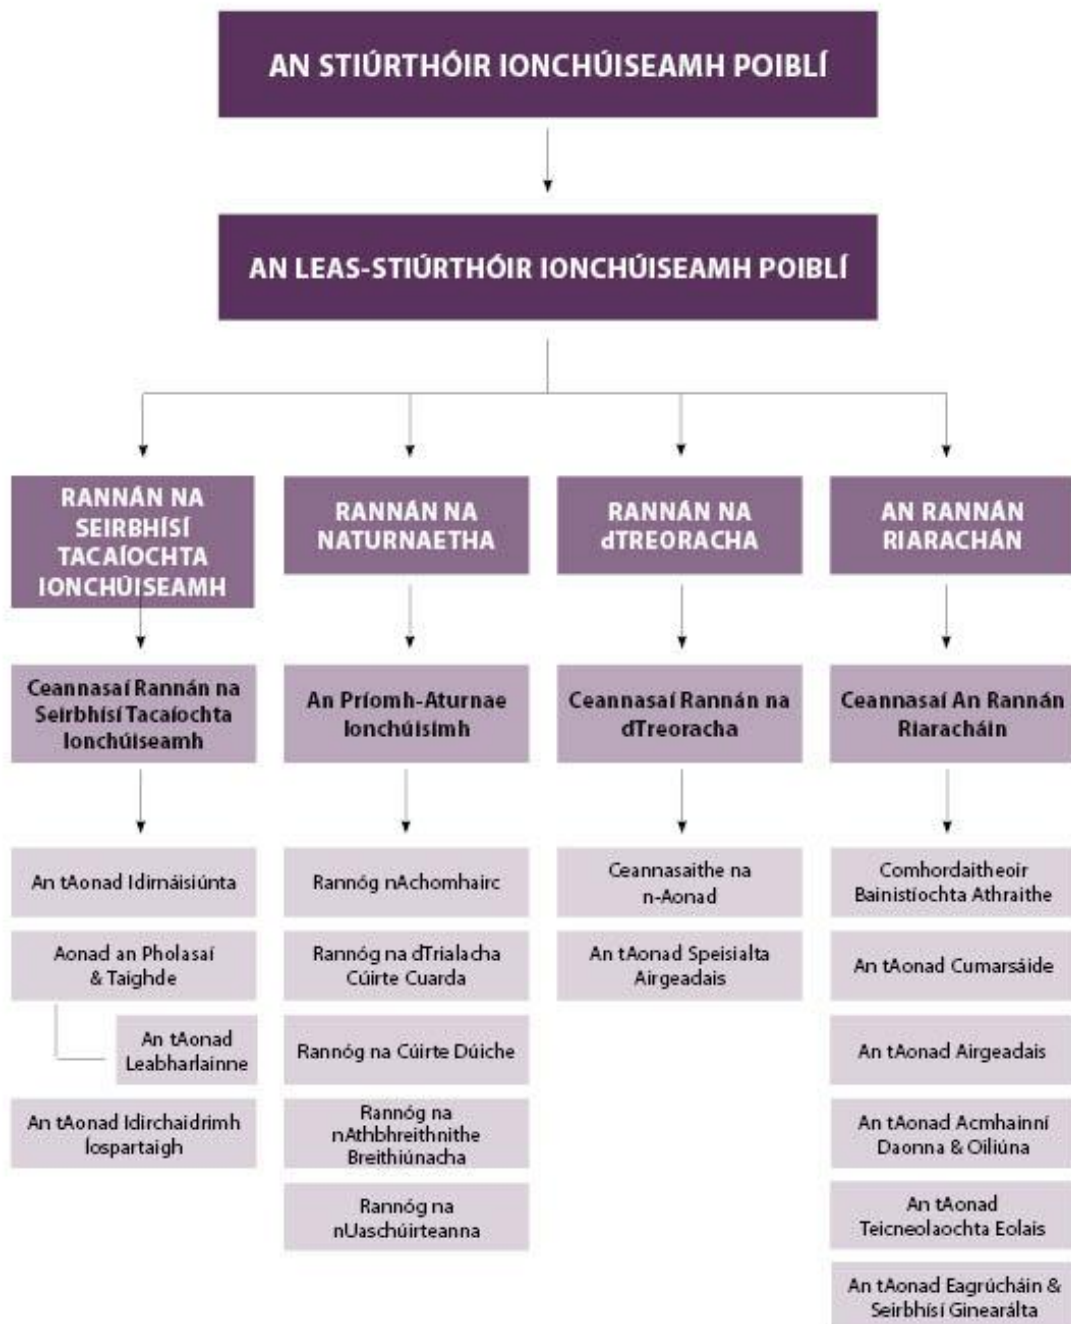 AN STIÚRTHÓIR IONCHÚISEAMH POIBLÍ
AN LEAS-STIÚRTHÓIR IONCHÚISEAMH POIBLÍ
RANNÁN NA
SEIRBHÍSÍ
TACAÍOCHTA
IONCHÚISEAMH
RANNÁN NA
NATURNAETHA
RANNÁN NA
dTREORACHA
AN RANNÁN
RIARACHÁN
Ceannasaí Rannán na
Seirbhísí Tacaíochta
Ionchúiseamh
An Príomh-Aturnae
Ionchúisimh
Ceannasaí Rannán na
dTreoracha
Ceannasaí An Rannán
Riaracháin
An tAonad Idirnáisiúnta
Aonad an Pholasaí
& Taighde
An tAonad
Leabharlainne
An tAonad Idirchaidrimh
Íospartaigh
Rannóg nAchomhairc
Rannóg na dTrialacha
Cúirte Cuarda
Rannóg na Cúirte Dúiche
Rannóg na
nAthbhreithnithe
Breithiúnacha
Rannóg na
nUaschúirteanna
Ceannasaithe na
n-Aonad
An tAonad Speisialta
Airgeadais
Comhordaitheoir
Bainistíochta Athraithe
An tAonad Cumarsáide
An tAonad Airgeadais
An tAonad Acmhainní
Daonna & Oiliúna
An tAonad
Teicneolaochta Eolais
An tAonad Eagrúcháin &
Seirbhísí Ginearálta